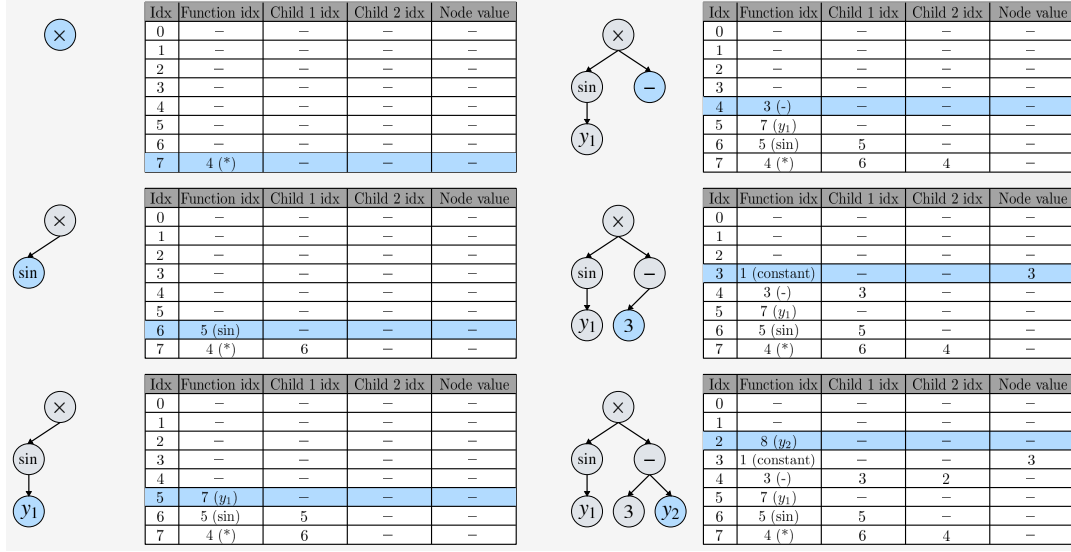 ×
Idx Function idx Child 1 idx Child 2 idx Node value
0 – – – –
1 – – – –
2 – – – –
3 – – – –
4 – – – –
5 – – – –
6 – – – –
7 4 (*) – – –
×
sin
Idx Function idx Child 1 idx Child 2 idx Node value
0 – – – –
1 – – – –
2 – – – –
3 – – – –
4 – – – –
5 – – – –
6 5 (sin) – – –
7 4 (*) 6 – –
×
sin
y₁
Idx Function idx Child 1 idx Child 2 idx Node value
0 – – – –
1 – – – –
2 – – – –
3 – – – –
4 – – – –
5 7 (y₁) – – –
6 5 (sin) 5 – –
7 4 (*) 6 – –
×
sin –
y₁
Idx Function idx Child 1 idx Child 2 idx Node value
0 – – – –
1 – – – –
2 – – – –
3 – – – –
4 3 (-) – – –
5 7 (y₁) – – –
6 5 (sin) 5 – –
7 4 (*) 6 4 –
×
sin –
y₁ 3
Idx Function idx Child 1 idx Child 2 idx Node value
0 – – – –
1 – – – –
2 – – – –
3 1 (constant) – – 3
4 3 (-) 3 – –
5 7 (y₁) – – –
6 5 (sin) 5 – –
7 4 (*) 6 4 –
×
sin –
y₁ 3 y₂
Idx Function idx Child 1 idx Child 2 idx Node value
0 – – – –
1 – – – –
2 8 (y₂) – – –
3 1 (constant) – – 3
4 3 (-) 3 2 –
5 7 (y₁) – – –
6 5 (sin) 5 – –
7 4 (*) 6 4 –